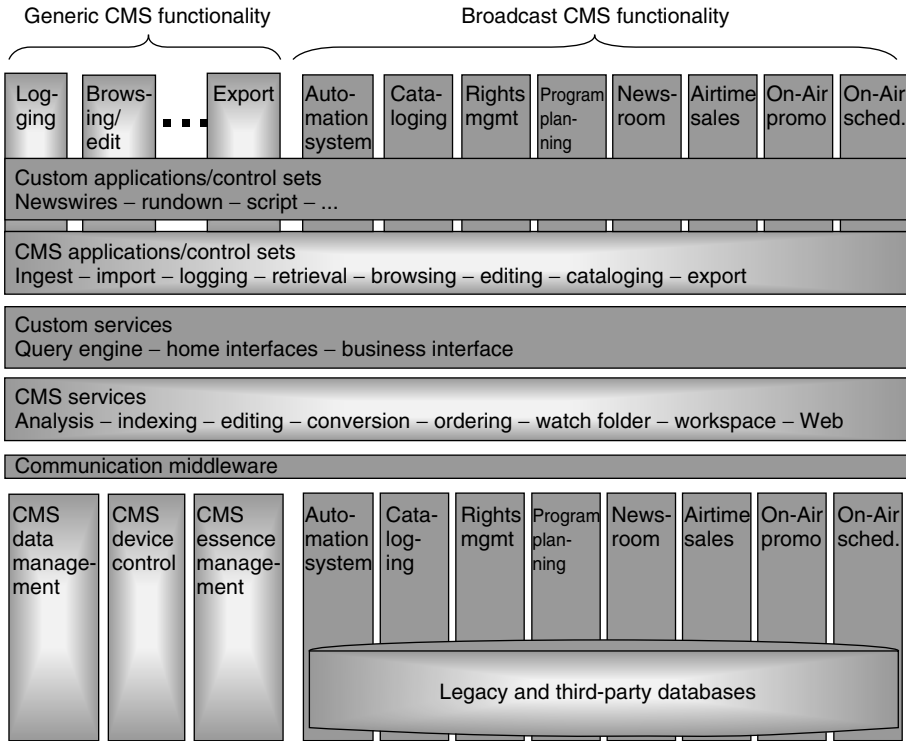 Generic CMS functionality
Broadcast CMS functionality
Log-
ging
Brows-
ing/
edit
Export
Auto-
mation
system
Cata-
loging
Rights
mgmt
Program
plan-
ning
News-
room
Airtime
sales
On-Air
promo
On-Air
sched.
Custom applications/control sets
Newswires – rundown – script – ...
CMS applications/control sets
Ingest – import – logging – retrieval – browsing – editing – cataloging – export
Custom services
Query engine – home interfaces – business interface
CMS services
Analysis – indexing – editing – conversion – ordering – watch folder – workspace – Web
Communication middleware
CMS
data
manage-
ment
CMS
device
control
CMS
essence
management
Auto-
mation
system
Cata-
log-
ing
Rights
mgmt
Program
plan-
ning
News-
room
Airtime
sales
On-Air
promo
On-Air
sched.
Legacy and third-party databases